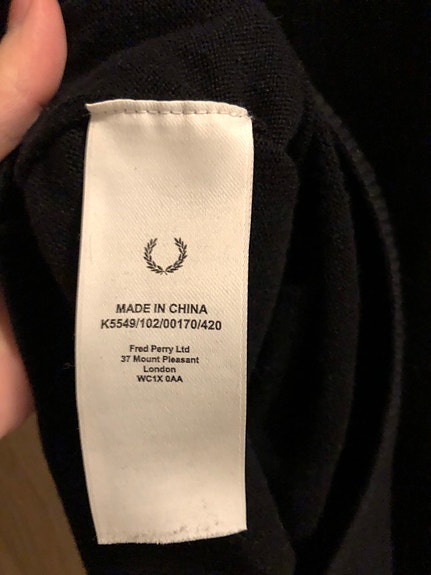 MADE IN CHINA
K5549/102/00170/420
Fred Perry Ltd
37 Mount Pleasant
London
WC1X 0AA